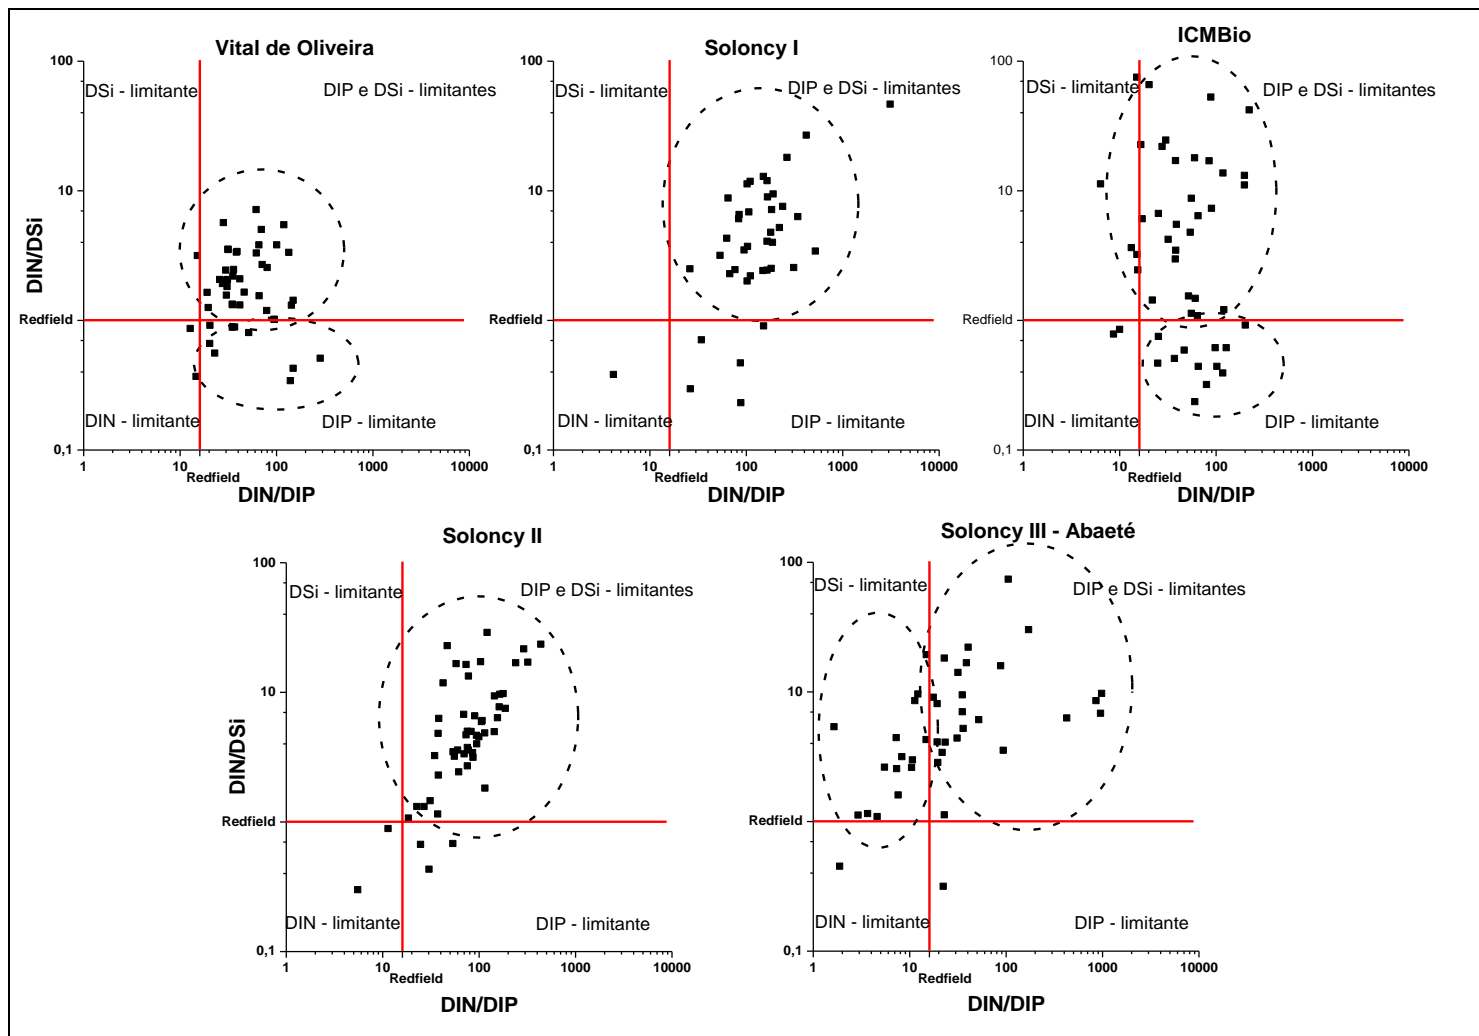 Vital de Oliveira
100
DSi - limitante
DIP e DSi - limitantes
10
DIN/DSi
Redfield
DIN - limitante
DIP - limitante
0,1
1 10 100 1000 10000
Redfield
DIN/DIP
Soloncy I
100
DSi - limitante
DIP e DSi - limitantes
10
Redfield
DIN - limitante
DIP - limitante
0,1
1 10 100 1000 10000
Redfield
DIN/DIP
ICMBio
100
DSi - limitante
DIP e DSi - limitantes
10
Redfield
DIN - limitante
DIP - limitante
0,1
1 10 100 1000 10000
Redfield
DIN/DIP
Soloncy II
100
DSi - limitante
DIP e DSi - limitantes
10
DIN/DSi
Redfield
DIN - limitante
DIP - limitante
0,1
1 10 100 1000 10000
Redfield
DIN/DIP
Soloncy III - Abaeté
100
DSi - limitante
DIP e DSi - limitantes
10
Redfield
DIN - limitante
DIP - limitante
0,1
1 10 100 1000 10000
Redfield
DIN/DIP